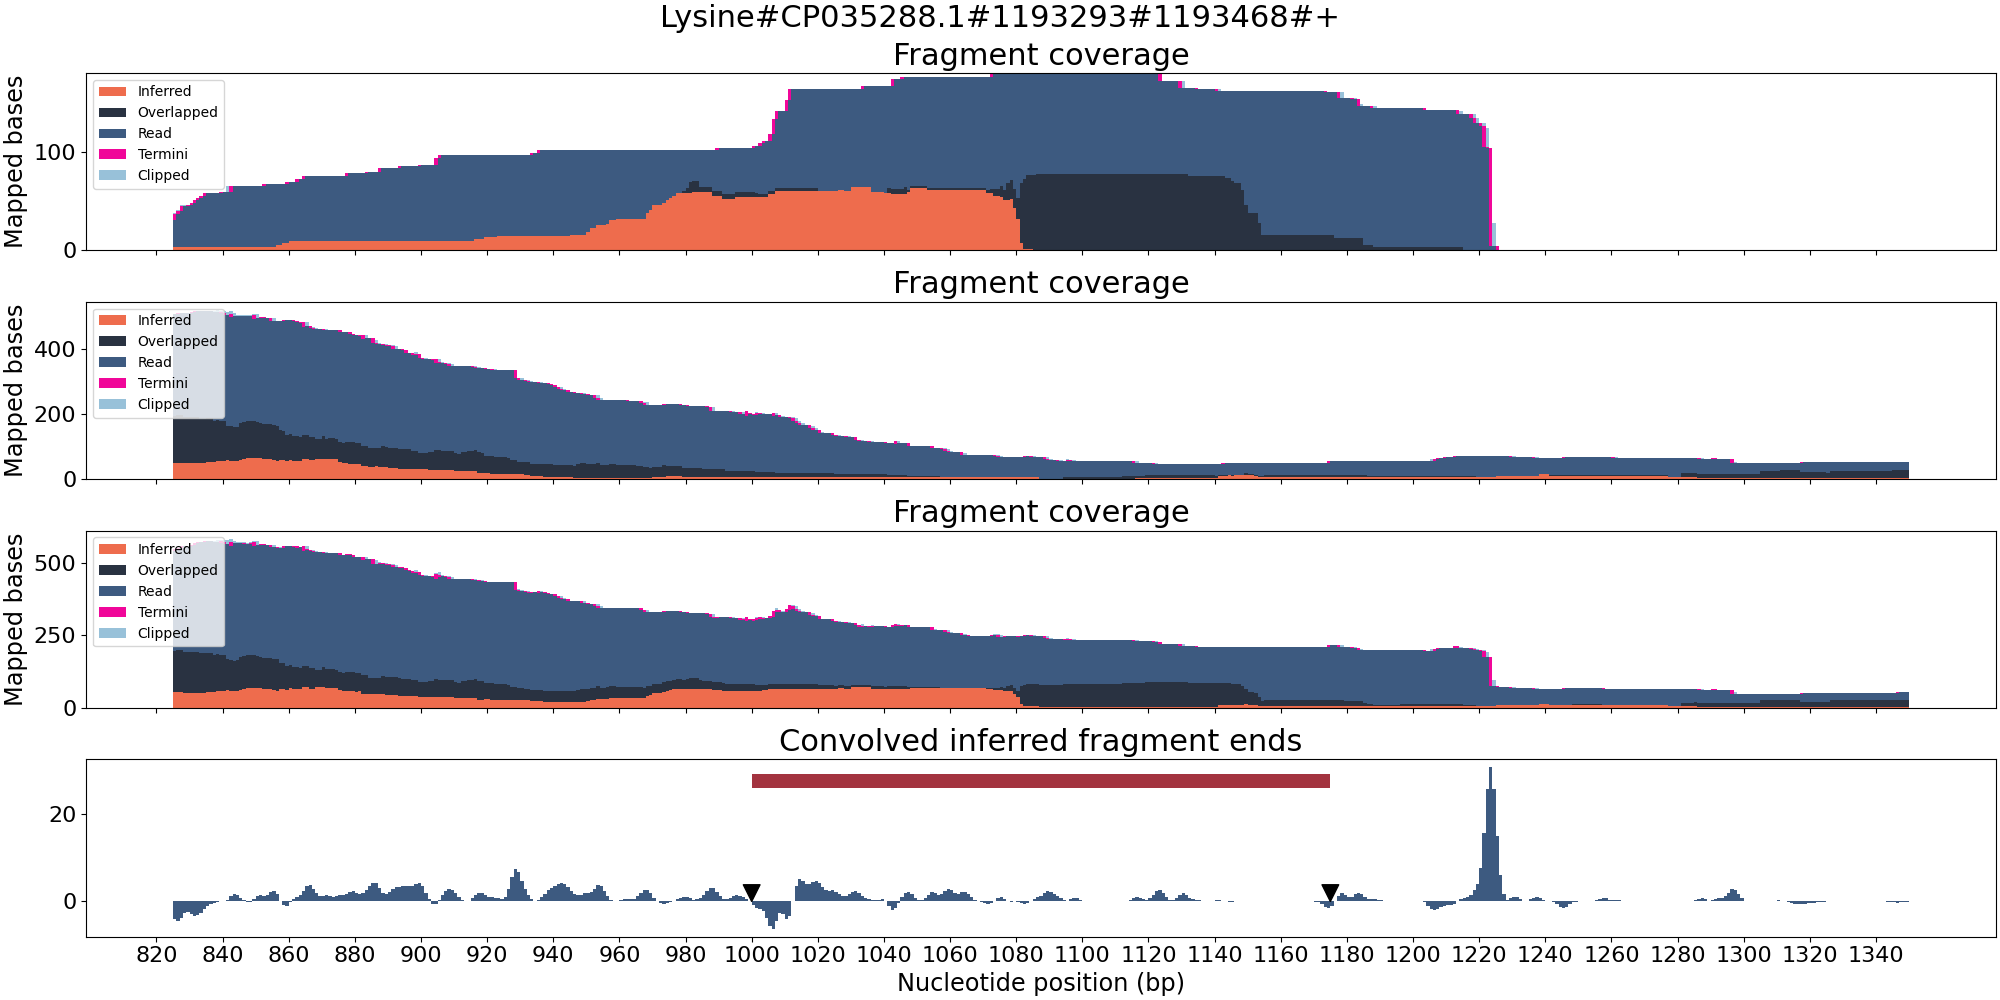 Lysine#CP035288.1#1193293#1193468#+
Fragment coverage
Mapped bases
100
0
Inferred
Overlapped
Read
Termini
Clipped
Fragment coverage
Mapped bases
400
200
0
Inferred
Overlapped
Read
Termini
Clipped
Fragment coverage
Mapped bases
500
250
0
Inferred
Overlapped
Read
Termini
Clipped
Convolved inferred fragment ends
20
0
820 840 860 880 900 920 940 960 980 1000 1020 1040 1060 1080 1100 1120 1140 1160 1180 1200 1220 1240 1260 1280 1300 1320 1340
Nucleotide position (bp)